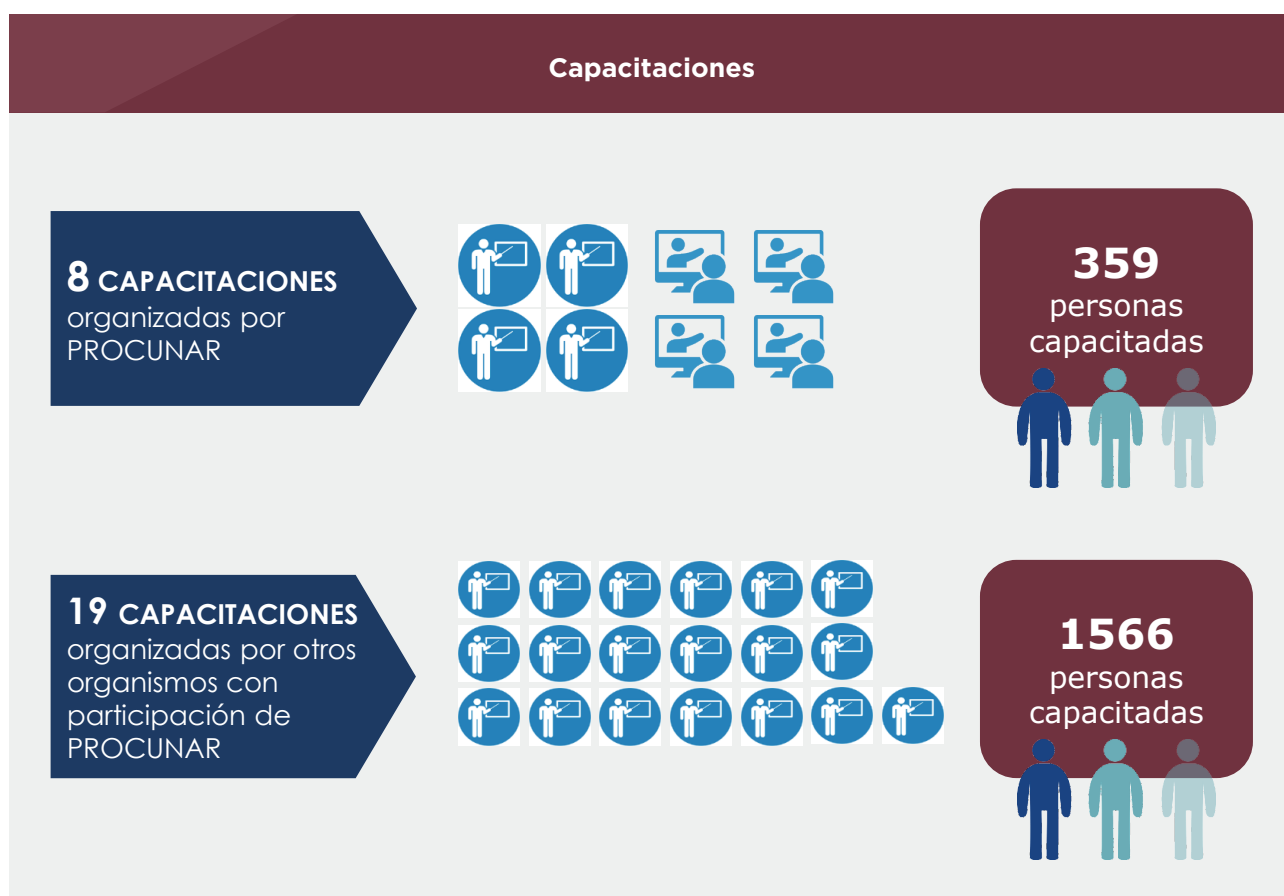 Capacitaciones
8 CAPACITACIONES
organizadas por
PROCUNAR
359
personas
capacitadas
19 CAPACITACIONES
organizadas por otros
organismos con
participación de
PROCUNAR
1566
personas
capacitadas